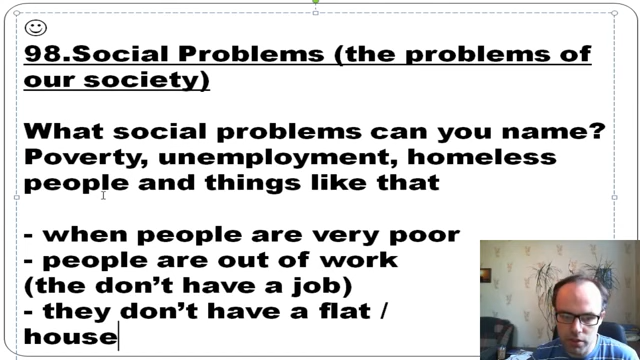 98.Social Problems (the problems of
our society)
What social problems can you name?
Poverty, unemployment, homeless
people and things like that
- when people are very poor
- people are out of work
(the don’t have a job)
- they don’t have a flat /
house